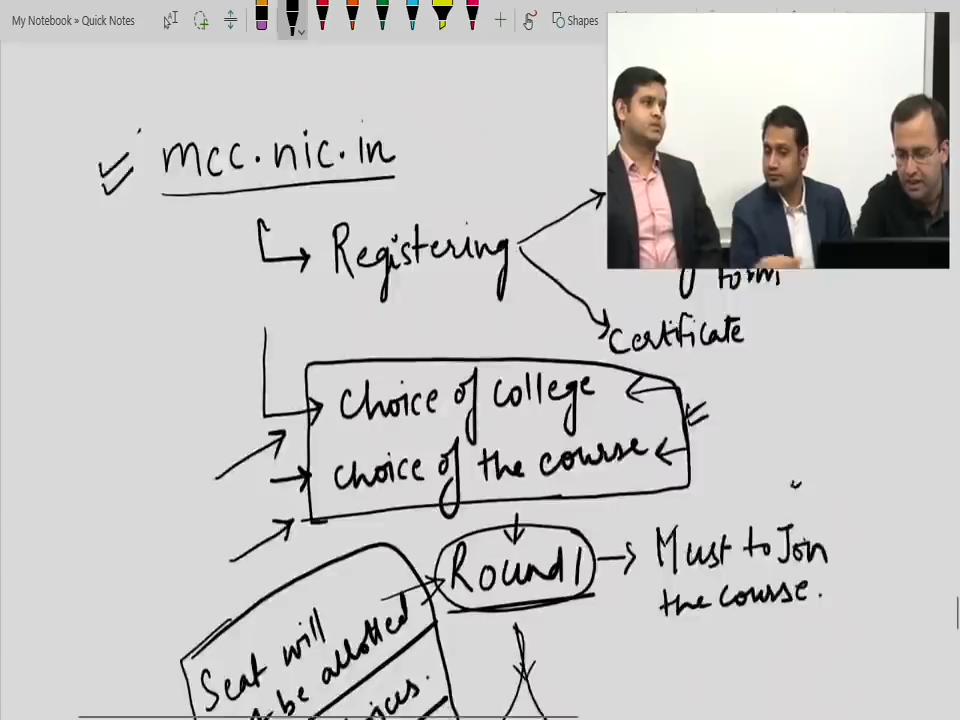 My Notebook » Quick Notes
Shapes
mcc.nic.in
Registering
form
Certificate
choice of college
choice of the course
Round 1
Must to Join
the course.
Seat will
be allotted